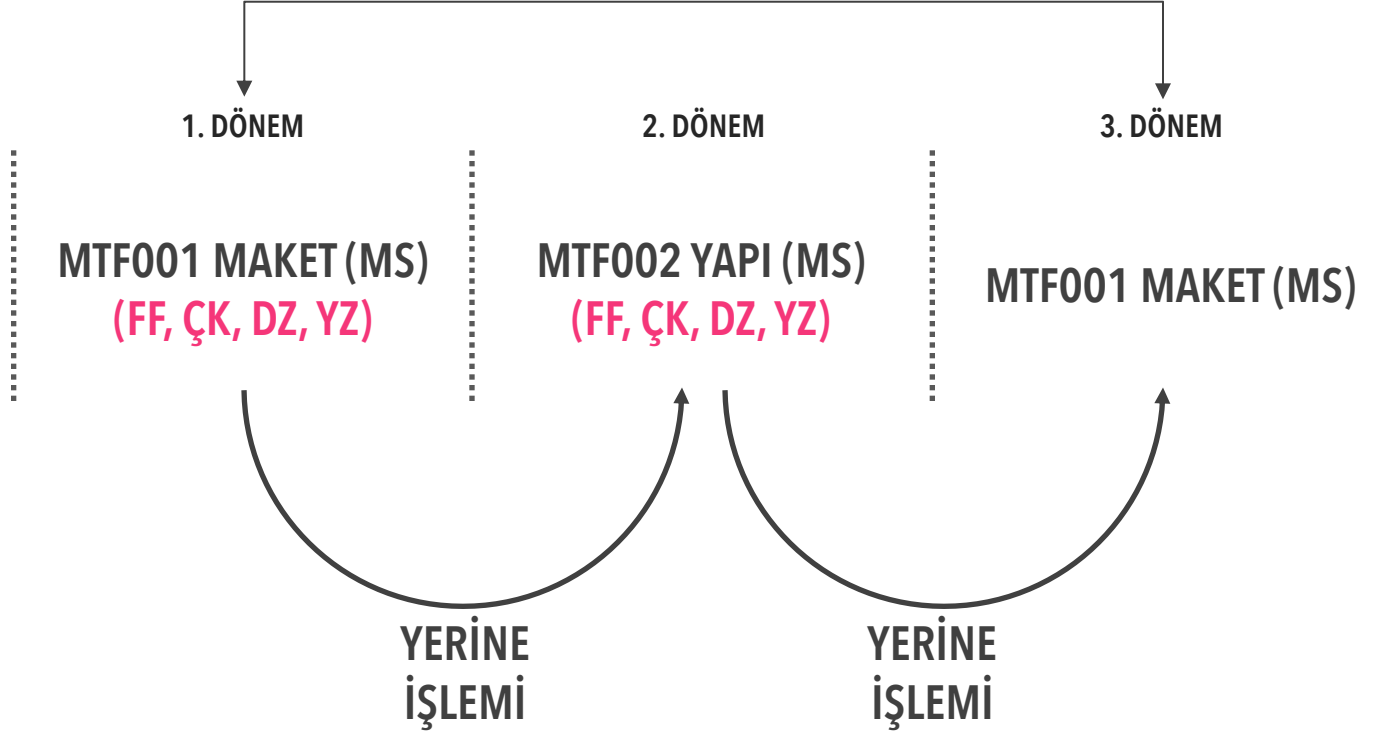 1. DÖNEM
2. DÖNEM
3. DÖNEM
MTF001 MAKET (MS)
(FF, ÇK, DZ, YZ)
MTF002 YAPI (MS)
(FF, ÇK, DZ, YZ)
MTF001 MAKET (MS)
YERİNE
İŞLEMİ
YERİNE
İŞLEMİ